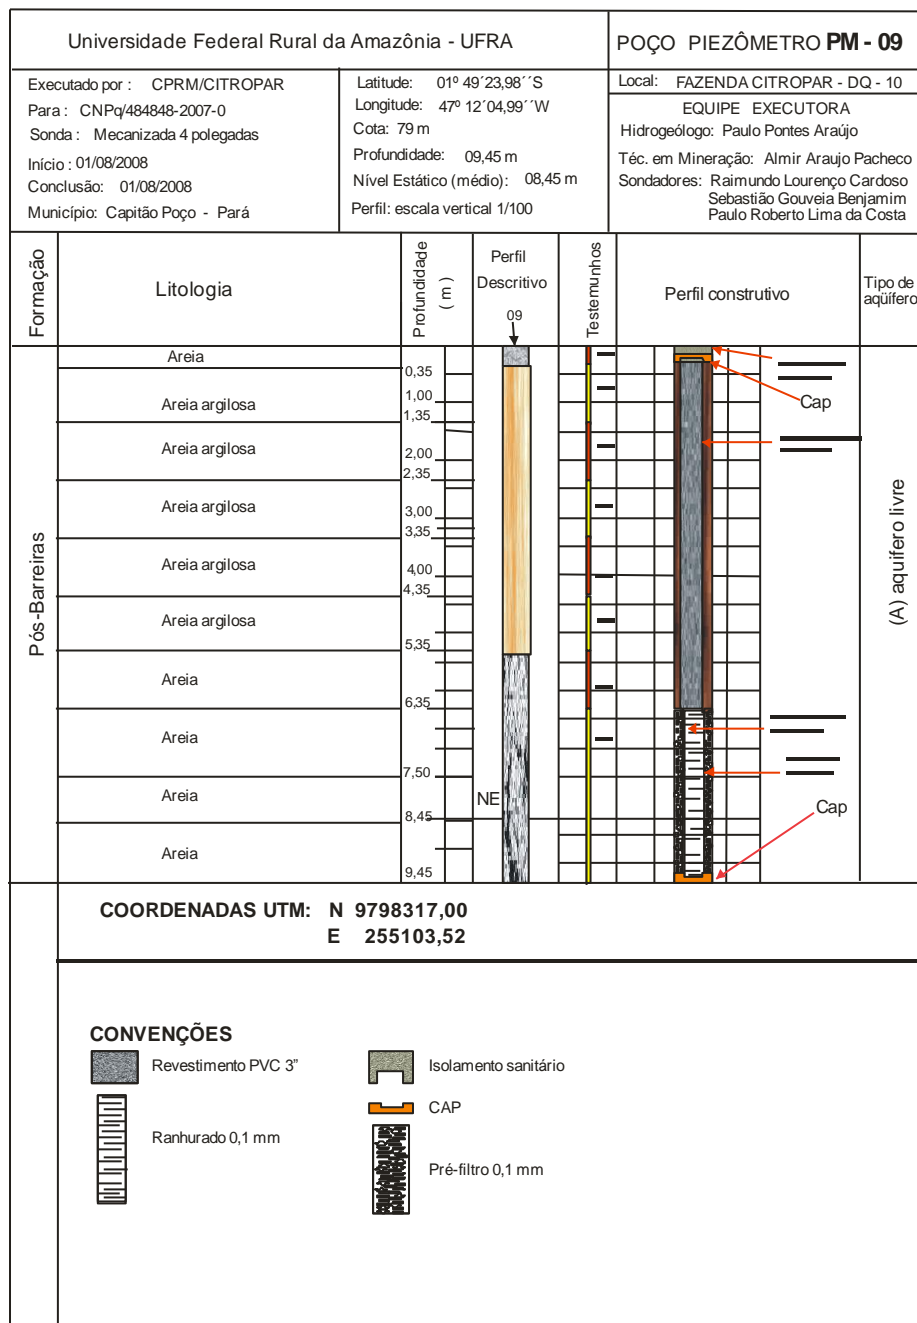 Universidade Federal Rural da Amazônia - UFRA
POÇO PIEZÔMETRO PM - 09
Executado por : CPRM/CITROPAR
Para : CNPq/484848-2007-0
Sonda : Mecanizada 4 polegadas
Início : 01/08/2008
Conclusão: 01/08/2008
Município: Capitão Poço - Pará
Latitude: 01º 49´23,98´´S
Longitude: 47º 12´04,99´´W
Cota: 79 m
Profundidade: 09,45 m
Nível Estático (médio): 08,45 m
Perfil: escala vertical 1/100
Local: FAZENDA CITROPAR - DQ - 10
EQUIPE EXECUTORA
Hidrogeólogo: Paulo Pontes Araújo
Téc. em Mineração: Almir Araujo Pacheco
Sondadores: Raimundo Lourenço Cardoso
Sebastião Gouveia Benjamim
Paulo Roberto Lima da Costa
Formação
Litologia
Profundidade
( m )
Perfil
Descritivo
09
Testemunhos
Perfil construtivo
Tipo de
aqüífero
Pós-Barreiras
Areia
0,35
Areia argilosa
1,00
1,35
Areia argilosa
2,00
2,35
Areia argilosa
3,00
3,35
Areia argilosa
4,00
4,35
Areia argilosa
5,35
Areia
6,35
Areia
7,50
Areia
8,45
Areia
9,45
NE
Cap
Cap
(A) aquifero livre
COORDENADAS UTM: N 9798317,00
E 255103,52
CONVENÇÕES
Revestimento PVC 3”
Isolamento sanitário
CAP
Ranhurado 0,1 mm
Pré-filtro 0,1 mm